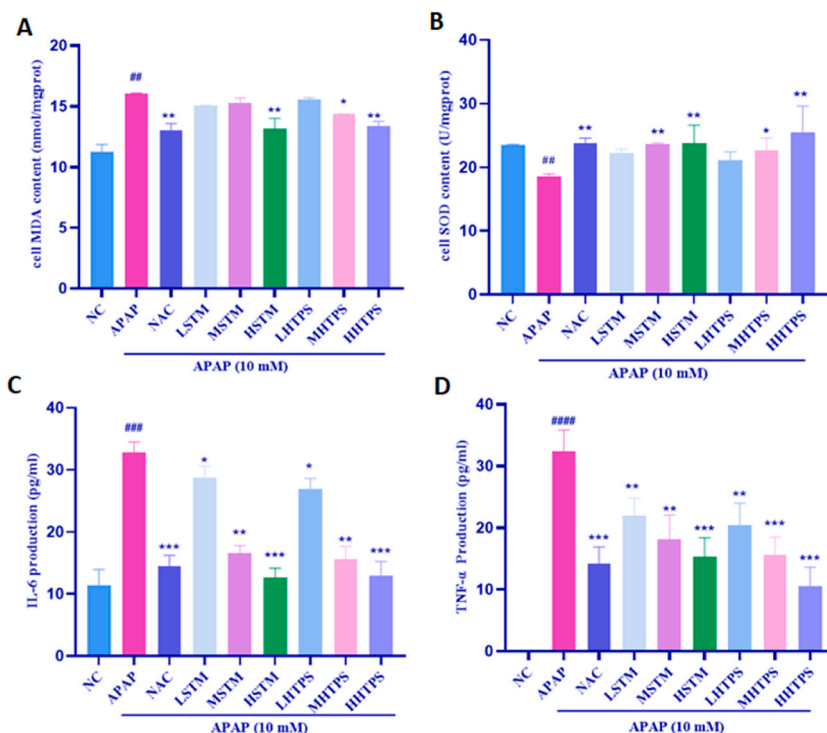 A
cell MDA content (nmol/mgprot)
20
15
10
5
0
##
**
**
*
**
NC
APAP
NAC
LSTM
MSTM
HSTM
LHTPS
MHTPS
HHTPS
APAP (10 mM)
B
cell SOD content (U/mgprot)
40
30
20
10
0
##
**
**
**
*
**
NC
APAP
NAC
LSTM
MSTM
HSTM
LHTPS
MHTPS
HHTPS
APAP (10 mM)
C
IL-6 production (pg/ml)
40
30
20
10
0
###
***
*
**
***
*
**
***
NC
APAP
NAC
LSTM
MSTM
HSTM
LHTPS
MHTPS
HHTPS
APAP (10 mM)
D
TNF-α Production (pg/ml)
40
30
20
10
0
####
***
**
**
***
**
***
***
NC
APAP
NAC
LSTM
MSTM
HSTM
LHTPS
MHTPS
HHTPS
APAP (10 mM)